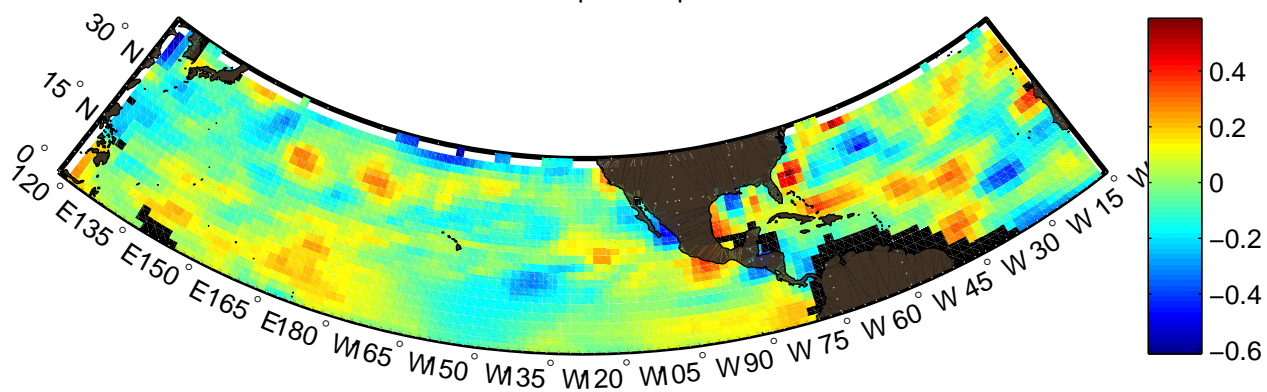 30° N
15° N
0°
120° E
135° E
150° E
165° E
180° W
165° W
150° W
135° W
120° W
105° W
90° W
75° W
60° W
45° W
30° W
15° W
0.4
0.2
0
−0.2
−0.4
−0.6